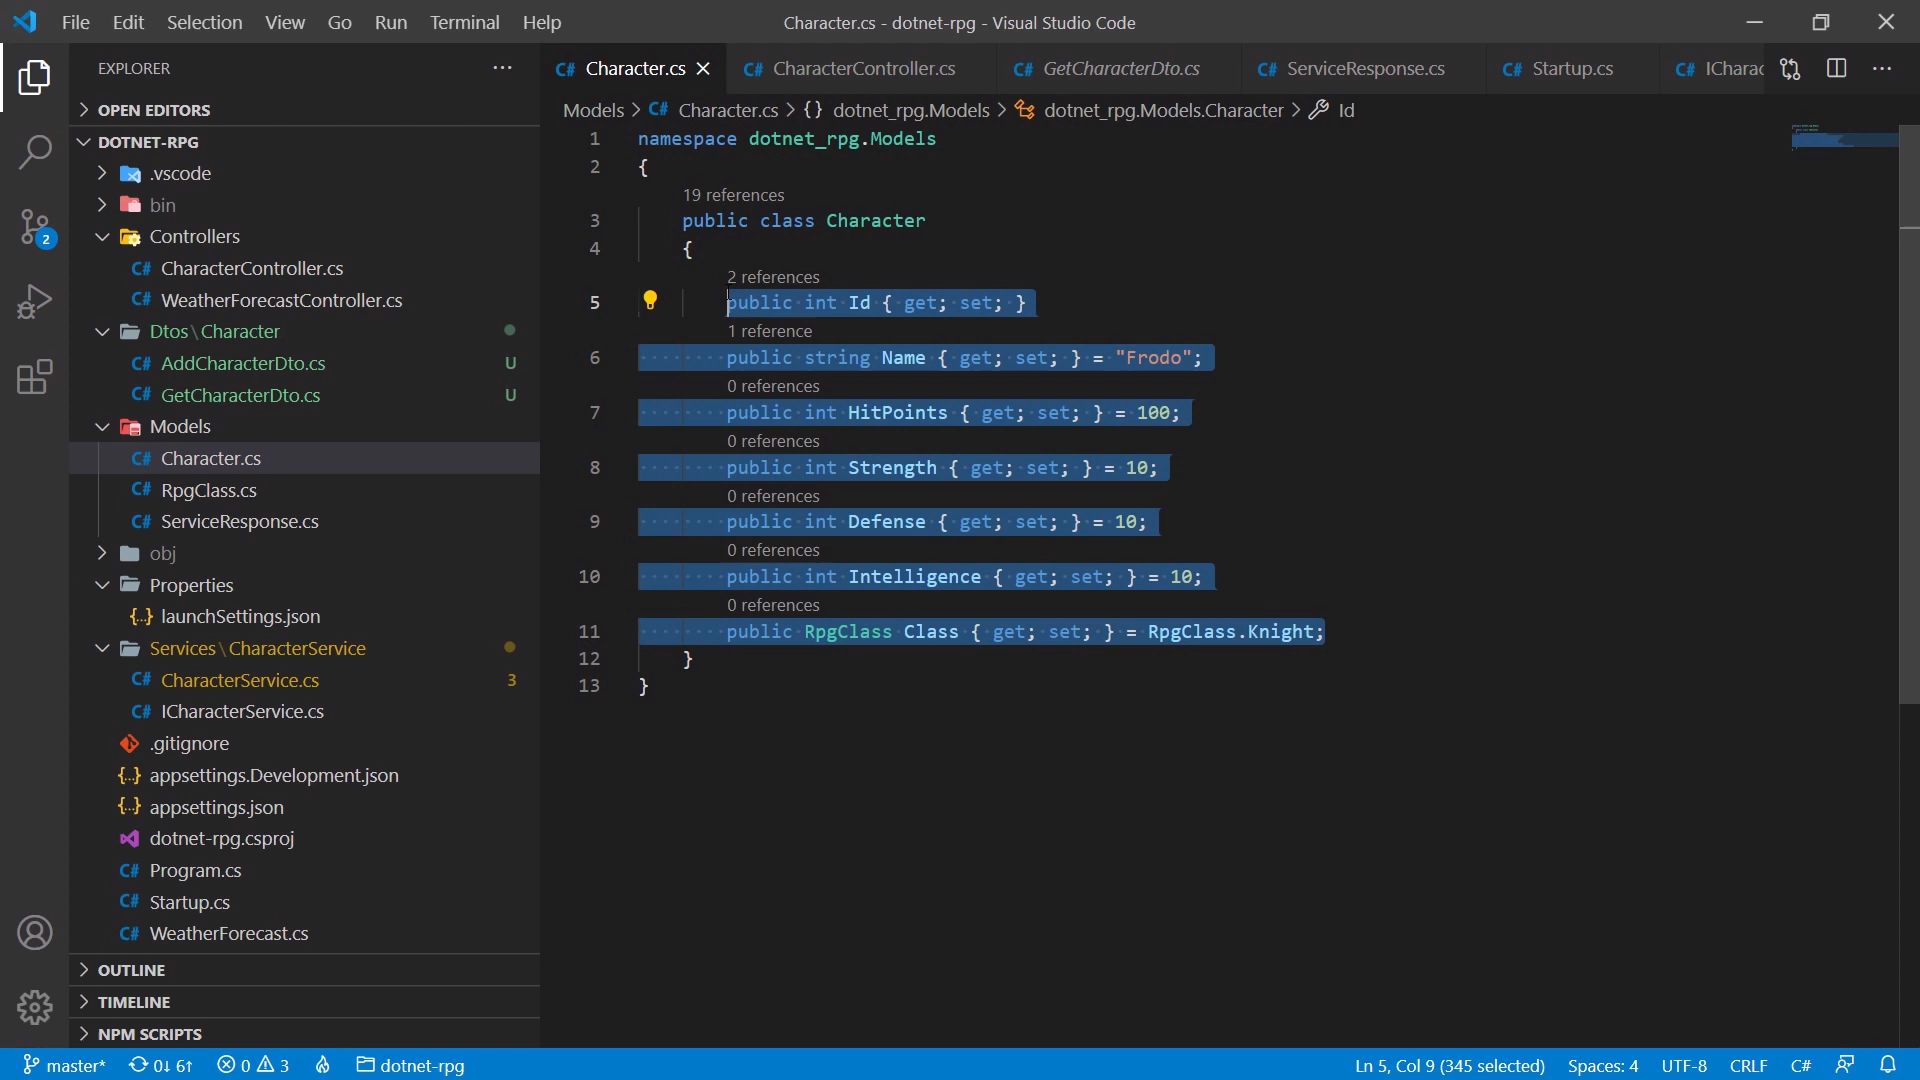 File Edit Selection View Go Run Terminal Help
Character.cs - dotnet-rpg - Visual Studio Code
EXPLORER
OPEN EDITORS
DOTNET-RPG
.vscode
bin
Controllers
C# CharacterController.cs
C# WeatherForecastController.cs
Dtos\Character
C# AddCharacterDto.cs U
C# GetCharacterDto.cs U
Models
C# Character.cs
C# RpgClass.cs
C# ServiceResponse.cs
obj
Properties
{} launchSettings.json
Services\CharacterService
C# CharacterService.cs 3
C# ICharacterService.cs
.gitignore
{..} appsettings.Development.json
{..} appsettings.json
dotnet-rpg.csproj
C# Program.cs
C# Startup.cs
C# WeatherForecast.cs
OUTLINE
TIMELINE
NPM SCRIPTS
2
C# Character.cs C# CharacterController.cs C# GetCharacterDto.cs C# ServiceResponse.cs C# Startup.cs C# ICharac
Models > C# Character.cs > {} dotnet_rpg.Models > dotnet_rpg.Models.Character > Id
1 namespace dotnet_rpg.Models
2 {
19 references
3 public class Character
4 {
2 references
5 public int Id { get; set; }
1 reference
6 public string Name { get; set; } = "Frodo";
0 references
7 public int HitPoints { get; set; } = 100;
0 references
8 public int Strength { get; set; } = 10;
0 references
9 public int Defense { get; set; } = 10;
0 references
10 public int Intelligence { get; set; } = 10;
0 references
11 public RpgClass Class { get; set; } = RpgClass.Knight;
12 }
13 }
master* 0↓ 6↑ 0 3 dotnet-rpg
Ln 5, Col 9 (345 selected) Spaces: 4 UTF-8 CRLF C#